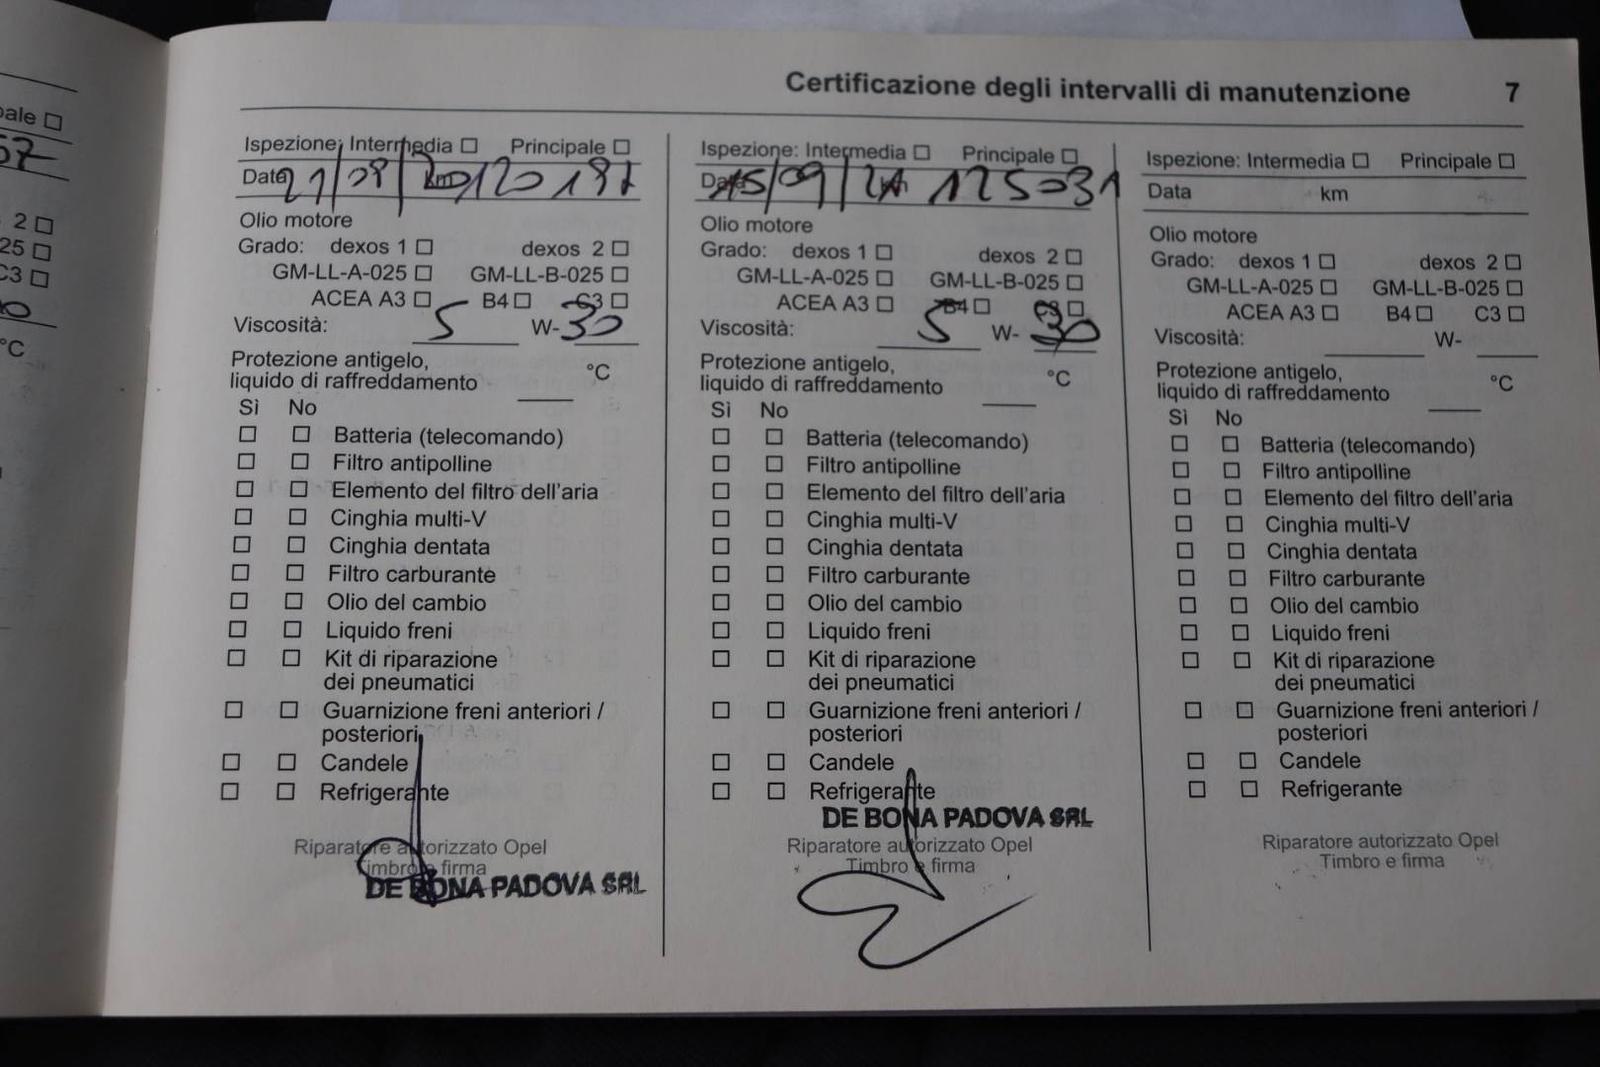 Certificazione degli intervalli di manutenzione 7
pale
57
2
25
C3
°C
Ispezione: Intermedia Principale
Data 21/08/ km 120197
Olio motore
Grado: dexos 1 dexos 2
GM-LL-A-025 GM-LL-B-025
ACEA A3 B4 C3
Viscosità: 5 W-30
Protezione antigelo,
liquido di raffreddamento °C
Sì No
Batteria (telecomando)
Filtro antipolline
Elemento del filtro dell'aria
Cinghia multi-V
Cinghia dentata
Filtro carburante
Olio del cambio
Liquido freni
Kit di riparazione
dei pneumatici
Guarnizione freni anteriori /
posteriori
Candele
Refrigerante
Riparatore autorizzato Opel
Timbro e firma
DE BONA PADOVA SRL
Ispezione: Intermedia Principale
Data 15/09/21 km 125031
Olio motore
Grado: dexos 1 dexos 2
GM-LL-A-025 GM-LL-B-025
ACEA A3 B4 C3
Viscosità: 5 W- 30
Protezione antigelo,
liquido di raffreddamento °C
Sì No
Batteria (telecomando)
Filtro antipolline
Elemento del filtro dell'aria
Cinghia multi-V
Cinghia dentata
Filtro carburante
Olio del cambio
Liquido freni
Kit di riparazione
dei pneumatici
Guarnizione freni anteriori /
posteriori
Candele
Refrigerante
DE BONA PADOVA SRL
Riparatore autorizzato Opel
Timbro e firma
Ispezione: Intermedia Principale
Data km
Olio motore
Grado: dexos 1 dexos 2
GM-LL-A-025 GM-LL-B-025
ACEA A3 B4 C3
Viscosità: W-
Protezione antigelo,
liquido di raffreddamento °C
Sì No
Batteria (telecomando)
Filtro antipolline
Elemento del filtro dell'aria
Cinghia multi-V
Cinghia dentata
Filtro carburante
Olio del cambio
Liquido freni
Kit di riparazione
dei pneumatici
Guarnizione freni anteriori /
posteriori
Candele
Refrigerante
Riparatore autorizzato Opel
Timbro e firma